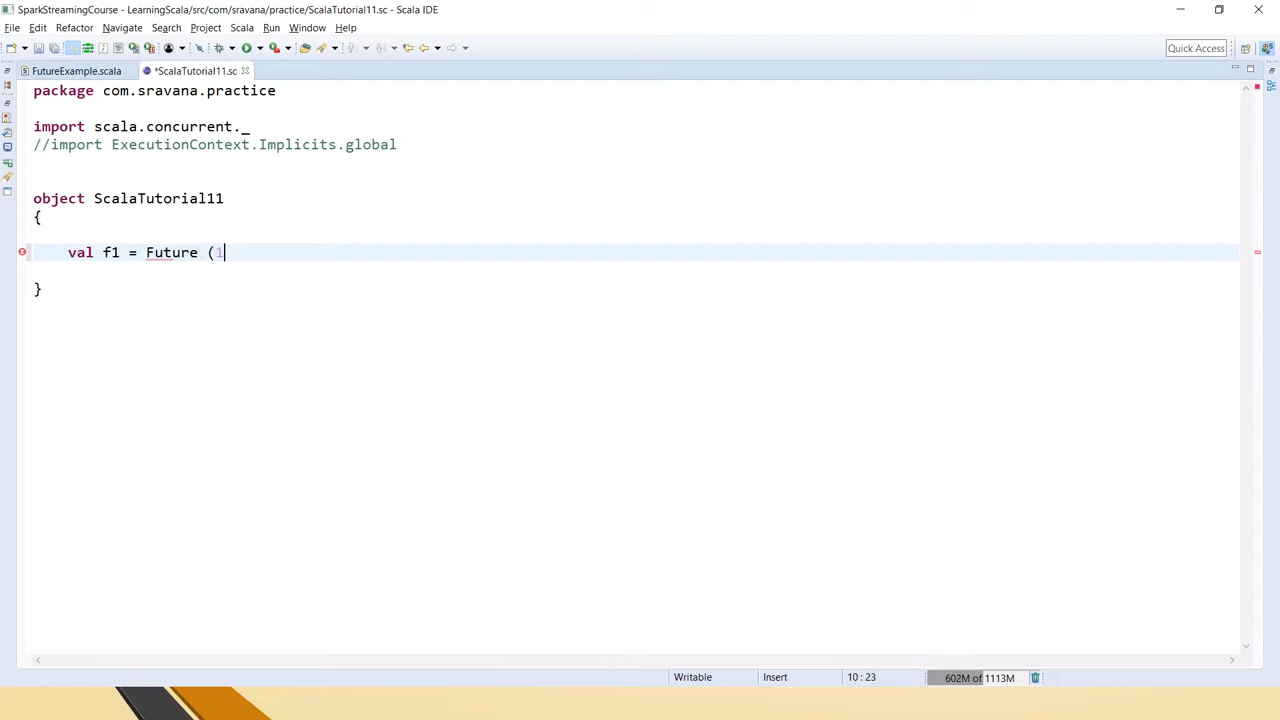 SparkStreamingCourse - LearningScala/src/com/sravana/practice/ScalaTutorial11.sc - Scala IDE
File Edit Refactor Navigate Search Project Scala Run Window Help
Quick Access
FutureExample.scala *ScalaTutorial11.sc
package com.sravana.practice
import scala.concurrent._
//import ExecutionContext.Implicits.global
object ScalaTutorial11
{
val f1 = Future (1
}
Writable Insert 10 : 23 602M of 1113M